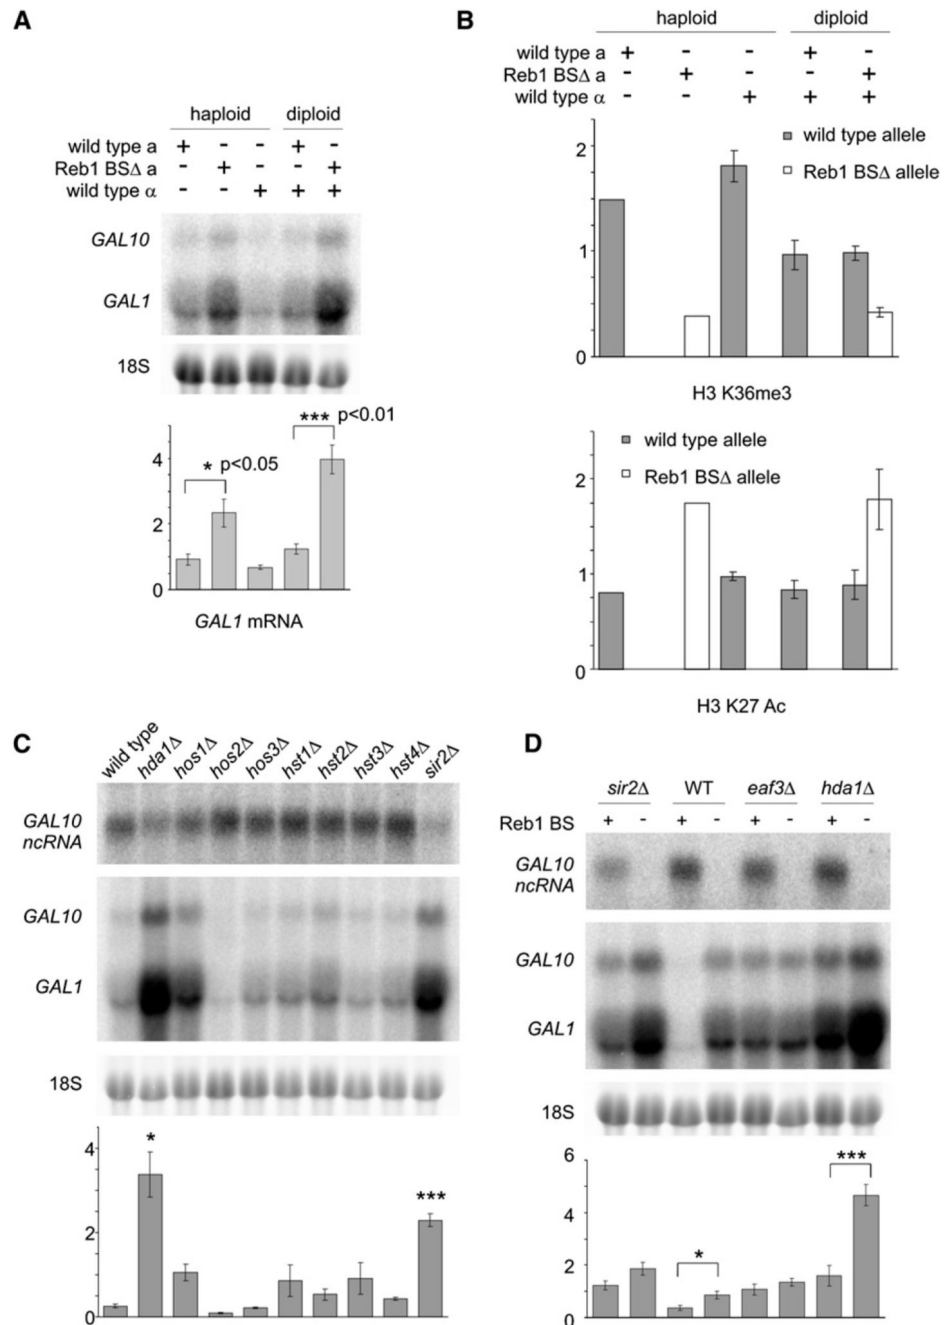 A
haploid diploid
wild type a + - - + -
Reb1 BSΔ a - + - - +
wild type α - - + + +
GAL10
GAL1
18S
*** p<0.01
* p<0.05
4
2
0
GAL1 mRNA
B
haploid diploid
wild type a + - - + -
Reb1 BSΔ a - + - - +
wild type α - - + + +
wild type allele
Reb1 BSΔ allele
2
1
0
H3 K36me3
wild type allele
Reb1 BSΔ allele
2
1
0
H3 K27 Ac
C
wild type hda1Δ hos1Δ hos2Δ hos3Δ hst1Δ hst2Δ hst3Δ hst4Δ sir2Δ
GAL10
ncRNA
GAL10
GAL1
18S
4
*
***
2
0
D
sir2Δ WT eaf3Δ hda1Δ
Reb1 BS + - + - + - + -
GAL10
ncRNA
GAL10
GAL1
18S
6
***
4
2
*
0